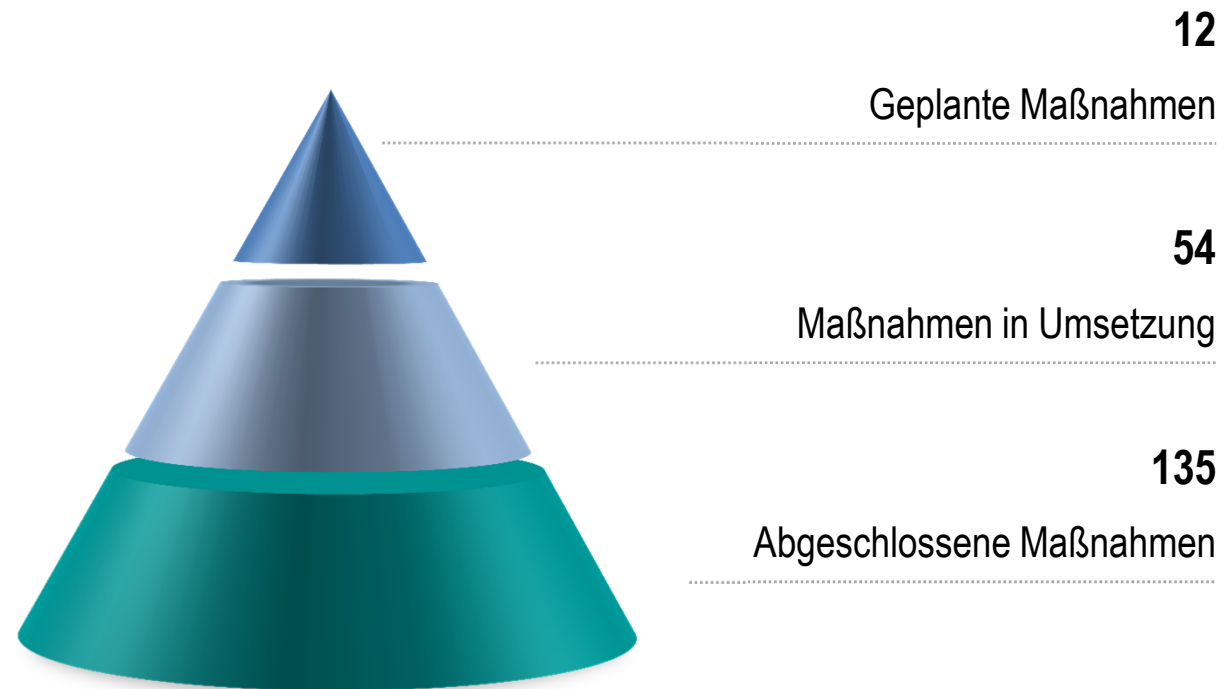 12
Geplante Maßnahmen
54
Maßnahmen in Umsetzung
135
Abgeschlossene Maßnahmen